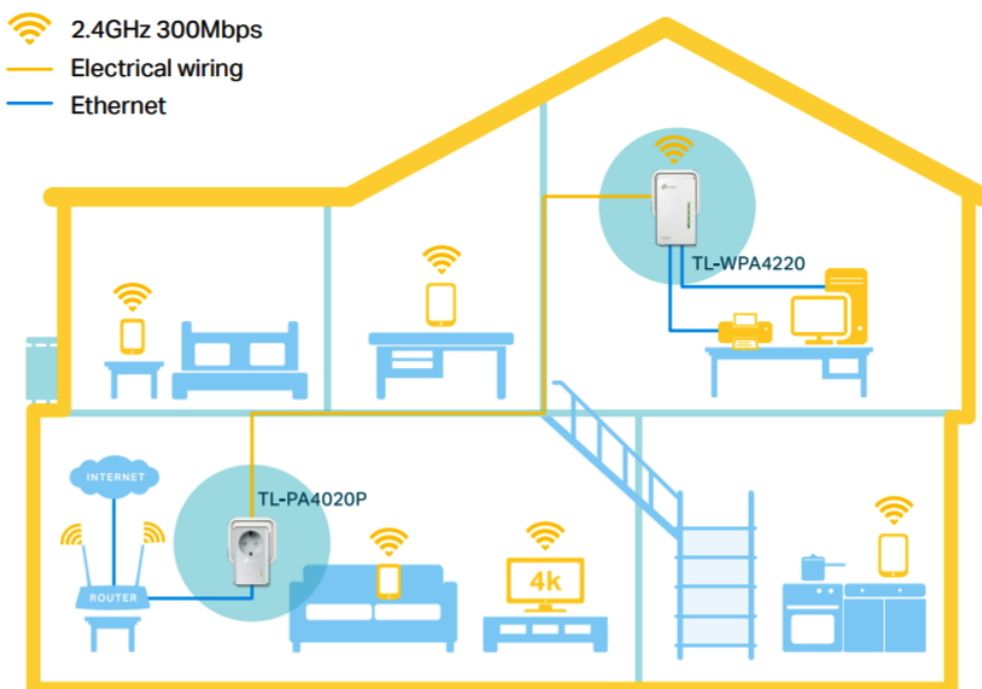 2.4GHz 300Mbps
Electrical wiring
Ethernet
TL-WPA4220
INTERNET
TL-PA4020P
4k
ROUTER